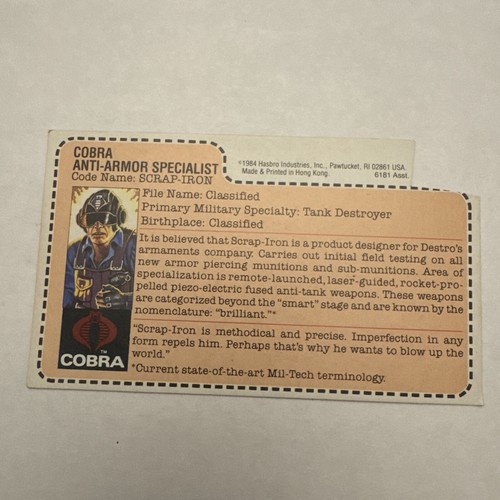 COBRA
ANTI-ARMOR SPECIALIST
Code Name: SCRAP-IRON
©1984 Hasbro Industries, Inc., Pawtucket, RI 02861 USA.
Made & Printed in Hong Kong.
6181 Asst.
File Name: Classified
Primary Military Specialty: Tank Destroyer
Birthplace: Classified
It is believed that Scrap-Iron is a product designer for Destro's
armaments company. Carries out initial field testing on all
new armor piercing munitions and sub-munitions. Area of
specialization is remote-launched, laser-guided, rocket-pro-
pelled piezo-electric fused anti-tank weapons. These weapons
are categorized beyond the "smart" stage and are known by the
nomenclature: "brilliant."*
"Scrap-Iron is methodical and precise. Imperfection in any
form repels him. Perhaps that's why he wants to blow up the
world."
*Current state-of-the-art Mil-Tech terminology.
TM
COBRA